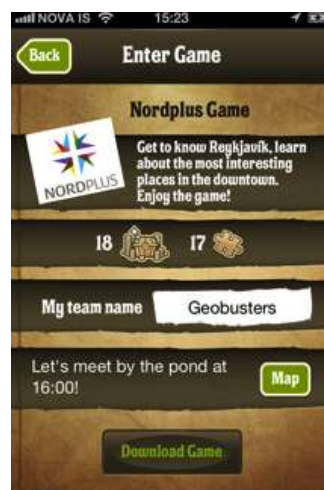 NOVA IS 15:23
Back Enter Game
Nordplus Game
NORDPLUS
Get to know Reykjavík, learn
about the most interesting
places in the downtown.
Enjoy the game!
18 17
My team name Geobusters
Let's meet by the pond at
16:00!
Map
Download Game